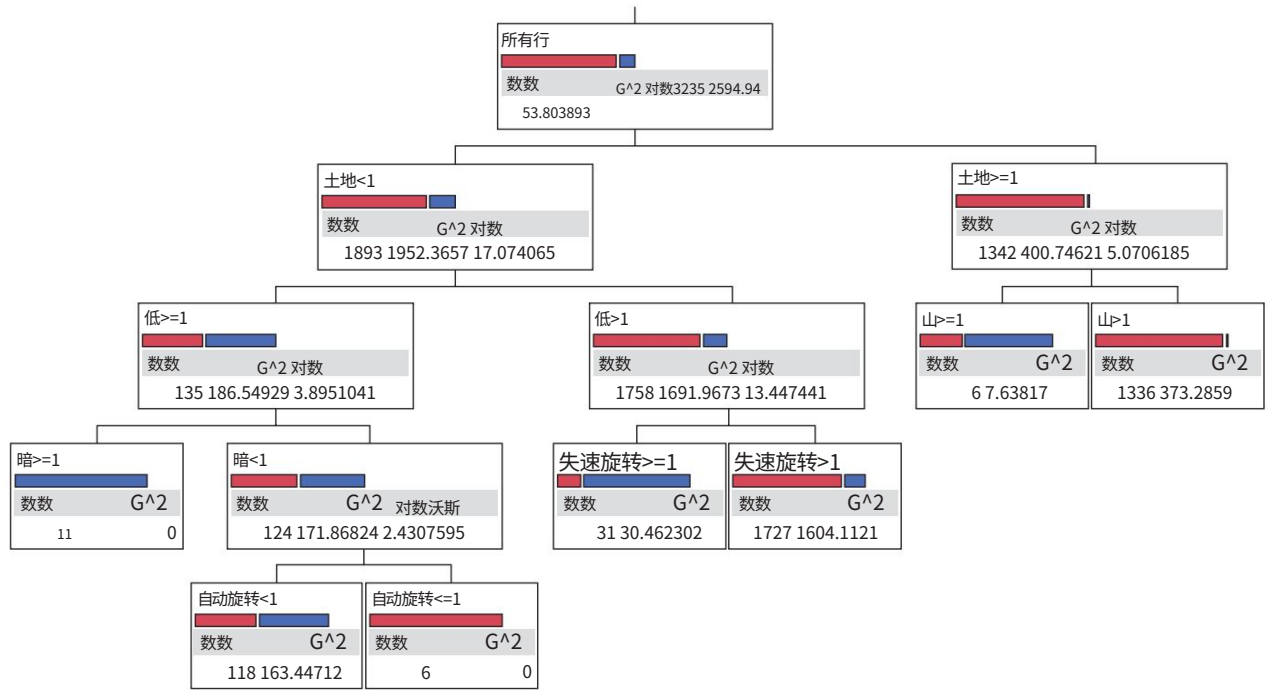 所有行
数数 G^2 对数3235 2594.94
53.803893
土地<1
数数 G^2 对数
1893 1952.3657 17.074065
土地>=1
数数 G^2 对数
1342 400.74621 5.0706185
低>=1
数数 G^2 对数
135 186.54929 3.8951041
低>1
数数 G^2 对数
1758 1691.9673 13.447441
山>=1
数数 G^2
6 7.63817
山>1
数数 G^2
1336 373.2859
暗>=1
数数 G^2
11 0
暗<1
数数 G^2 对数沃斯
124 171.86824 2.4307595
失速旋转>=1
数数 G^2
31 30.462302
失速旋转>1
数数 G^2
1727 1604.1121
自动旋转<1
数数 G^2
118 163.44712
自动旋转<=1
数数 G^2
6 0